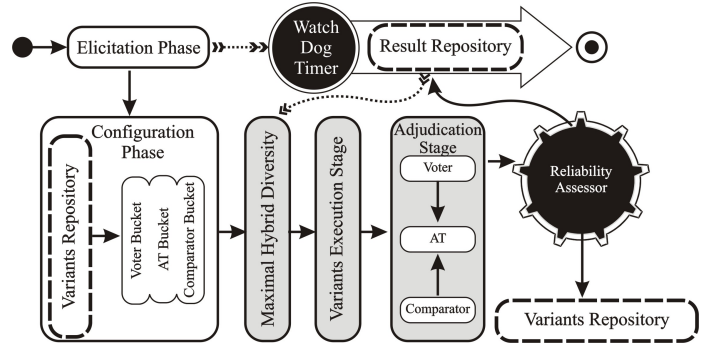 Elicitation Phase
Watch
Dog
Timer
Result Repository
Configuration
Phase
Variants Repository
Voter Bucket
AT Bucket
Comparator Bucket
Maximal Hybrid Diversity
Variants Execution Stage
Adjudication
Stage
Voter
AT
Comparator
Reliability
Assessor
Variants Repository